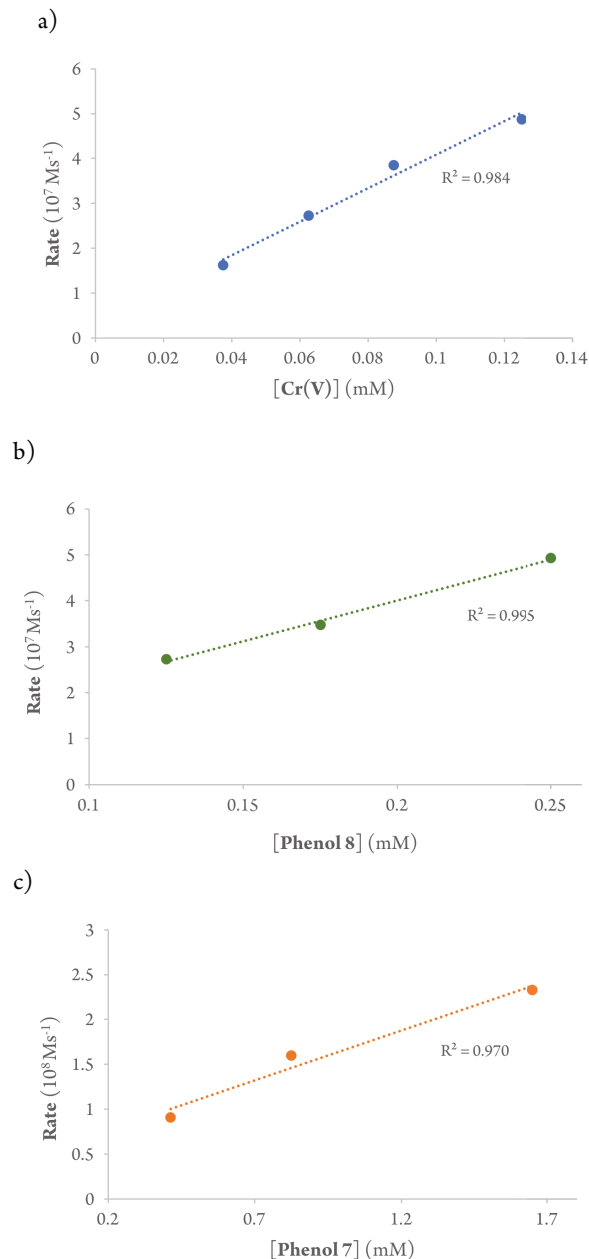 a)
6
5
4
3
2
1
0
Rate (10⁷ Ms⁻¹)
R² = 0.984
0 0.02 0.04 0.06 0.08 0.1 0.12 0.14
[Cr(V)] (mM)
b)
6
5
4
3
2
1
0
Rate (10⁷ Ms⁻¹)
R² = 0.995
0.1 0.15 0.2 0.25
[Phenol 8] (mM)
c)
3
2.5
2
1.5
1
0.5
0
Rate (10⁸ Ms⁻¹)
R² = 0.970
0.2 0.7 1.2 1.7
[Phenol 7] (mM)